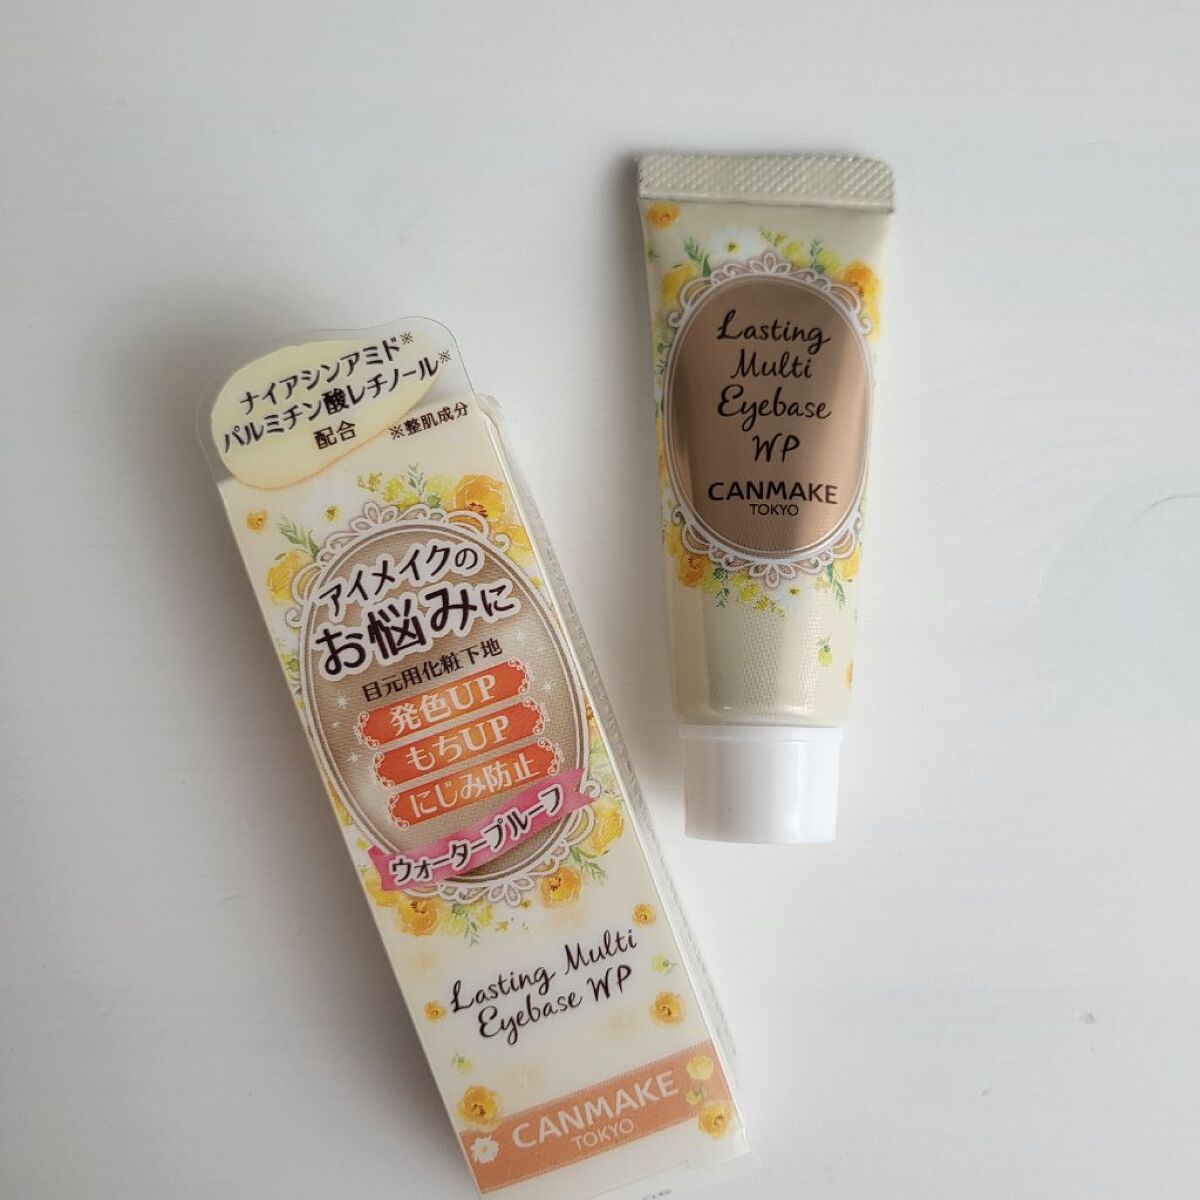 ナイアシンアミド※
パルミチン酸レチノール※
配合 ※整肌成分
アイメイクの
お悩みに
目元用化粧下地
発色UP
もちUP
にじみ防止
ウォータープルーフ
Lasting Multi
Eyebase WP
CANMAKE
TOKYO
Lasting
Multi
Eyebase
WP
CANMAKE
TOKYO